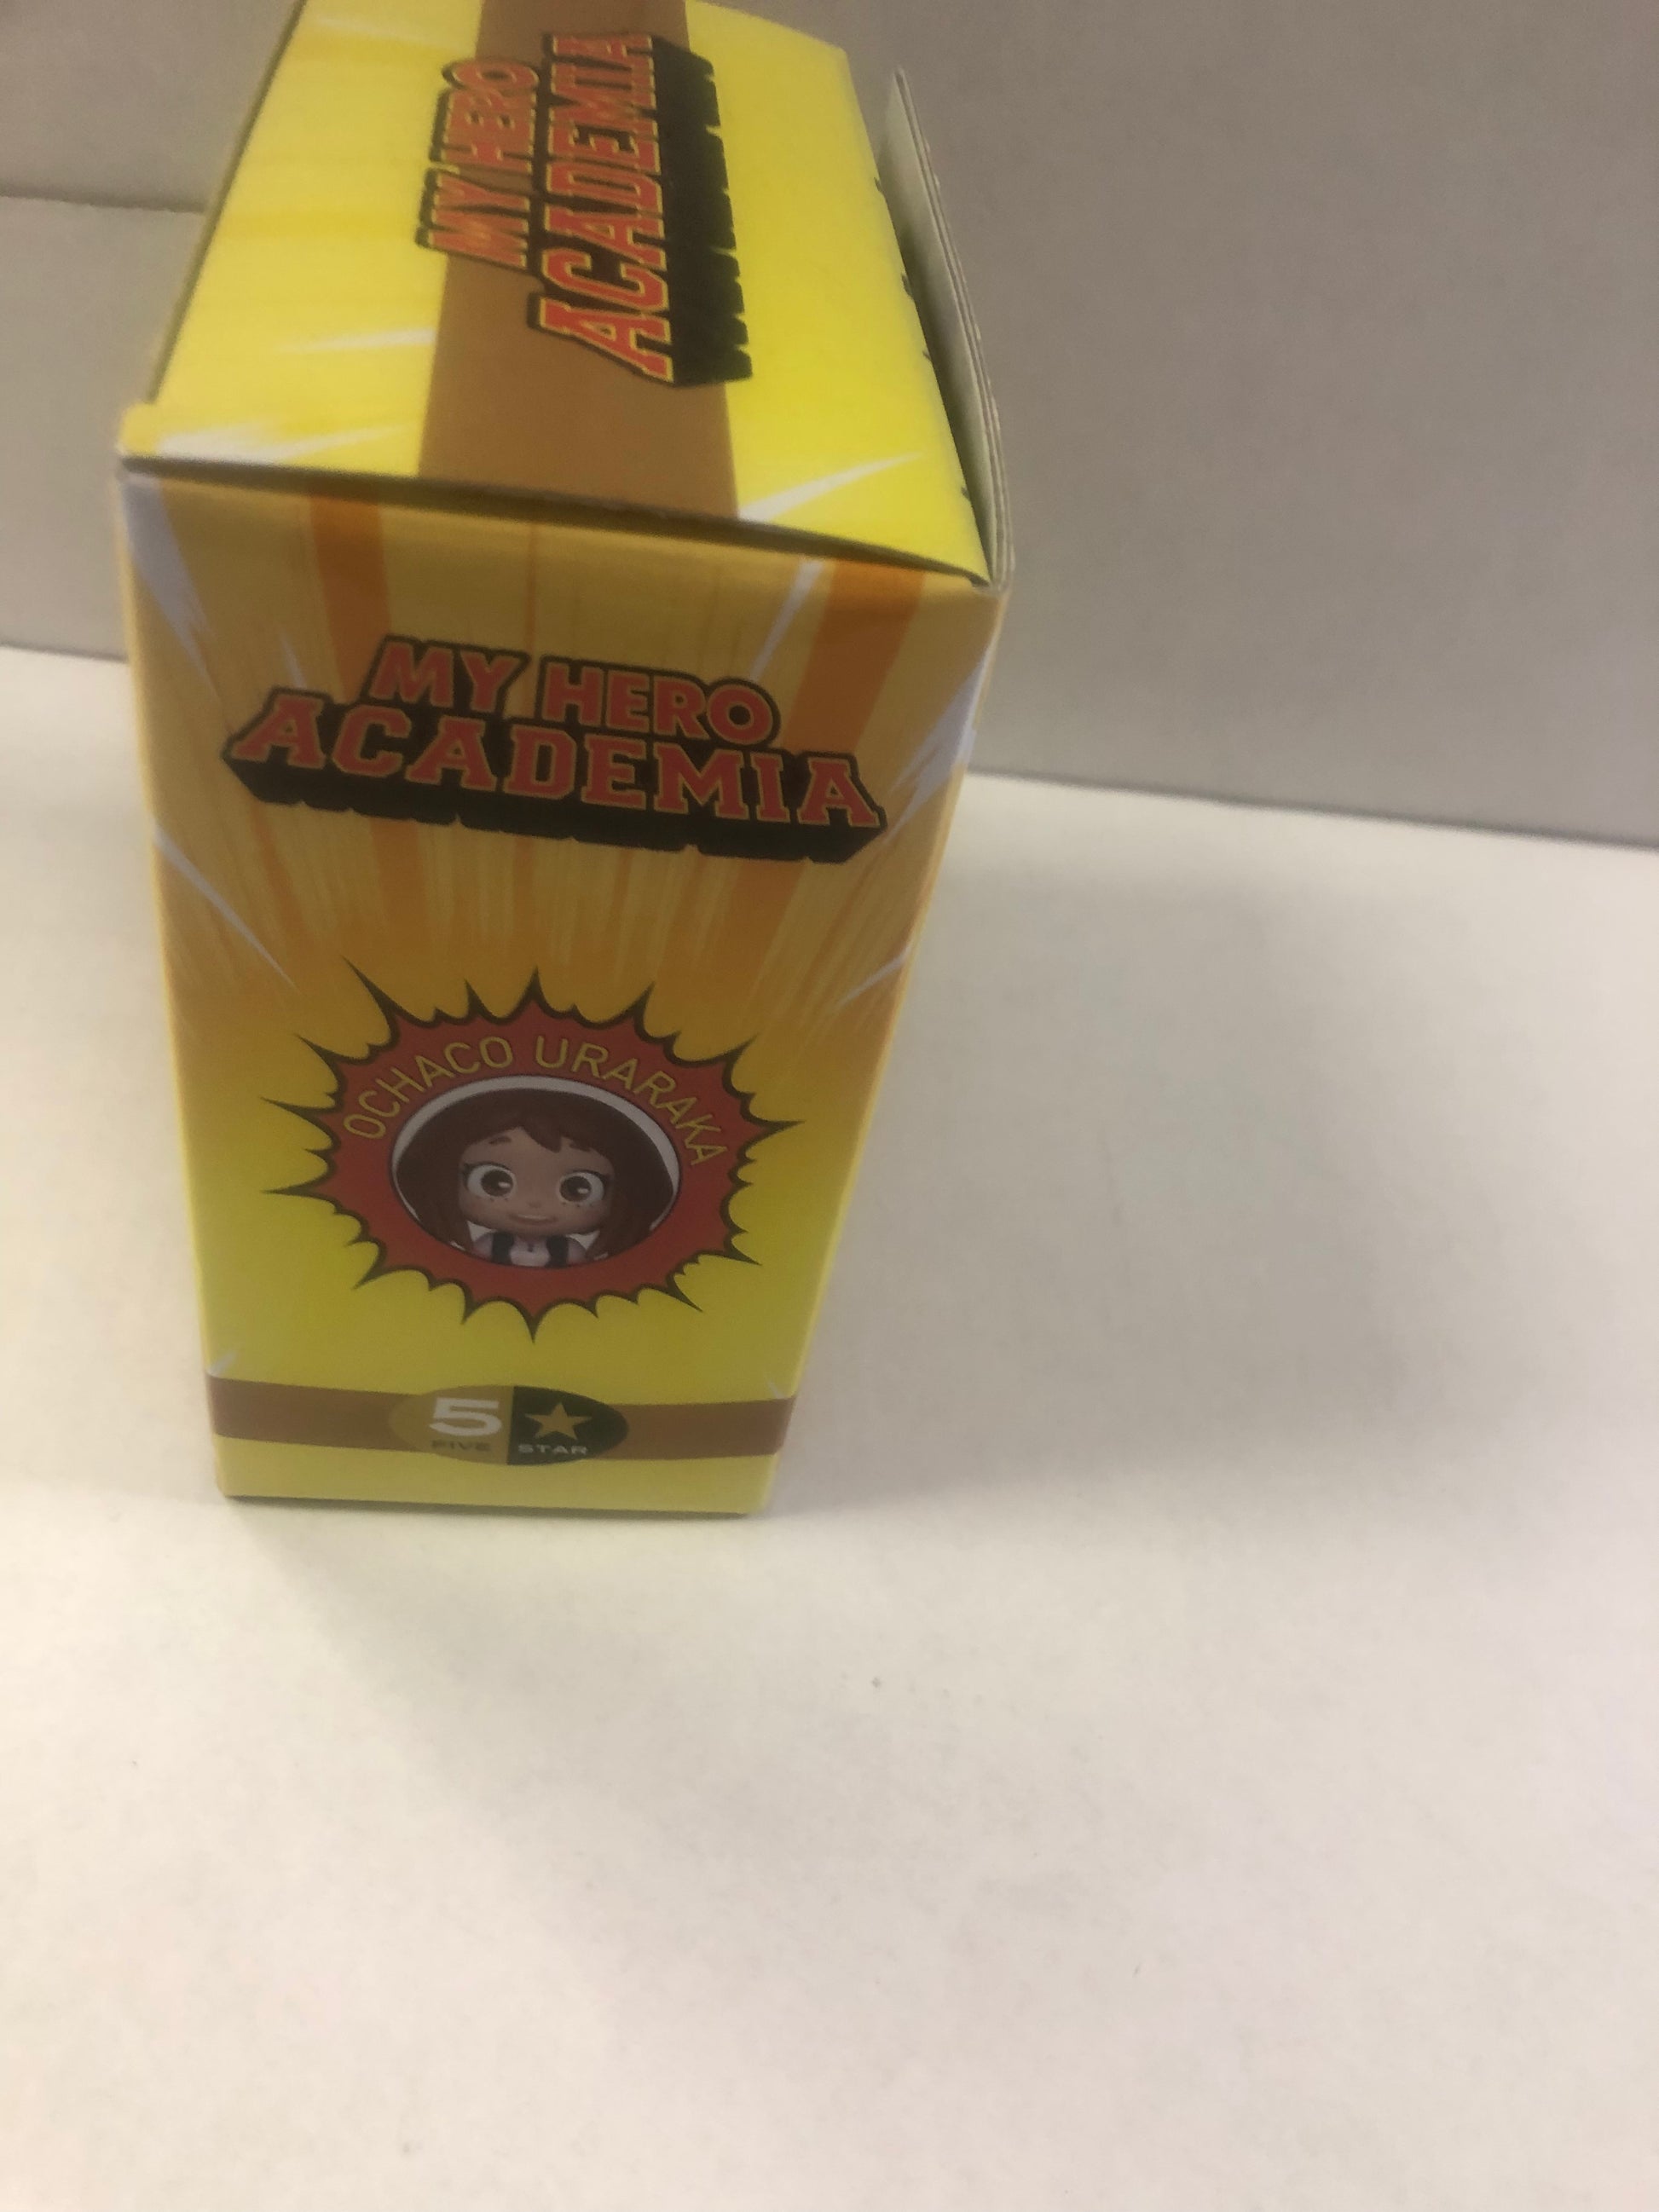 MY HERO
ACADEMIA
MY HERO
ACADEMIA
OCHACO URARAKA
5
FIVE
STAR